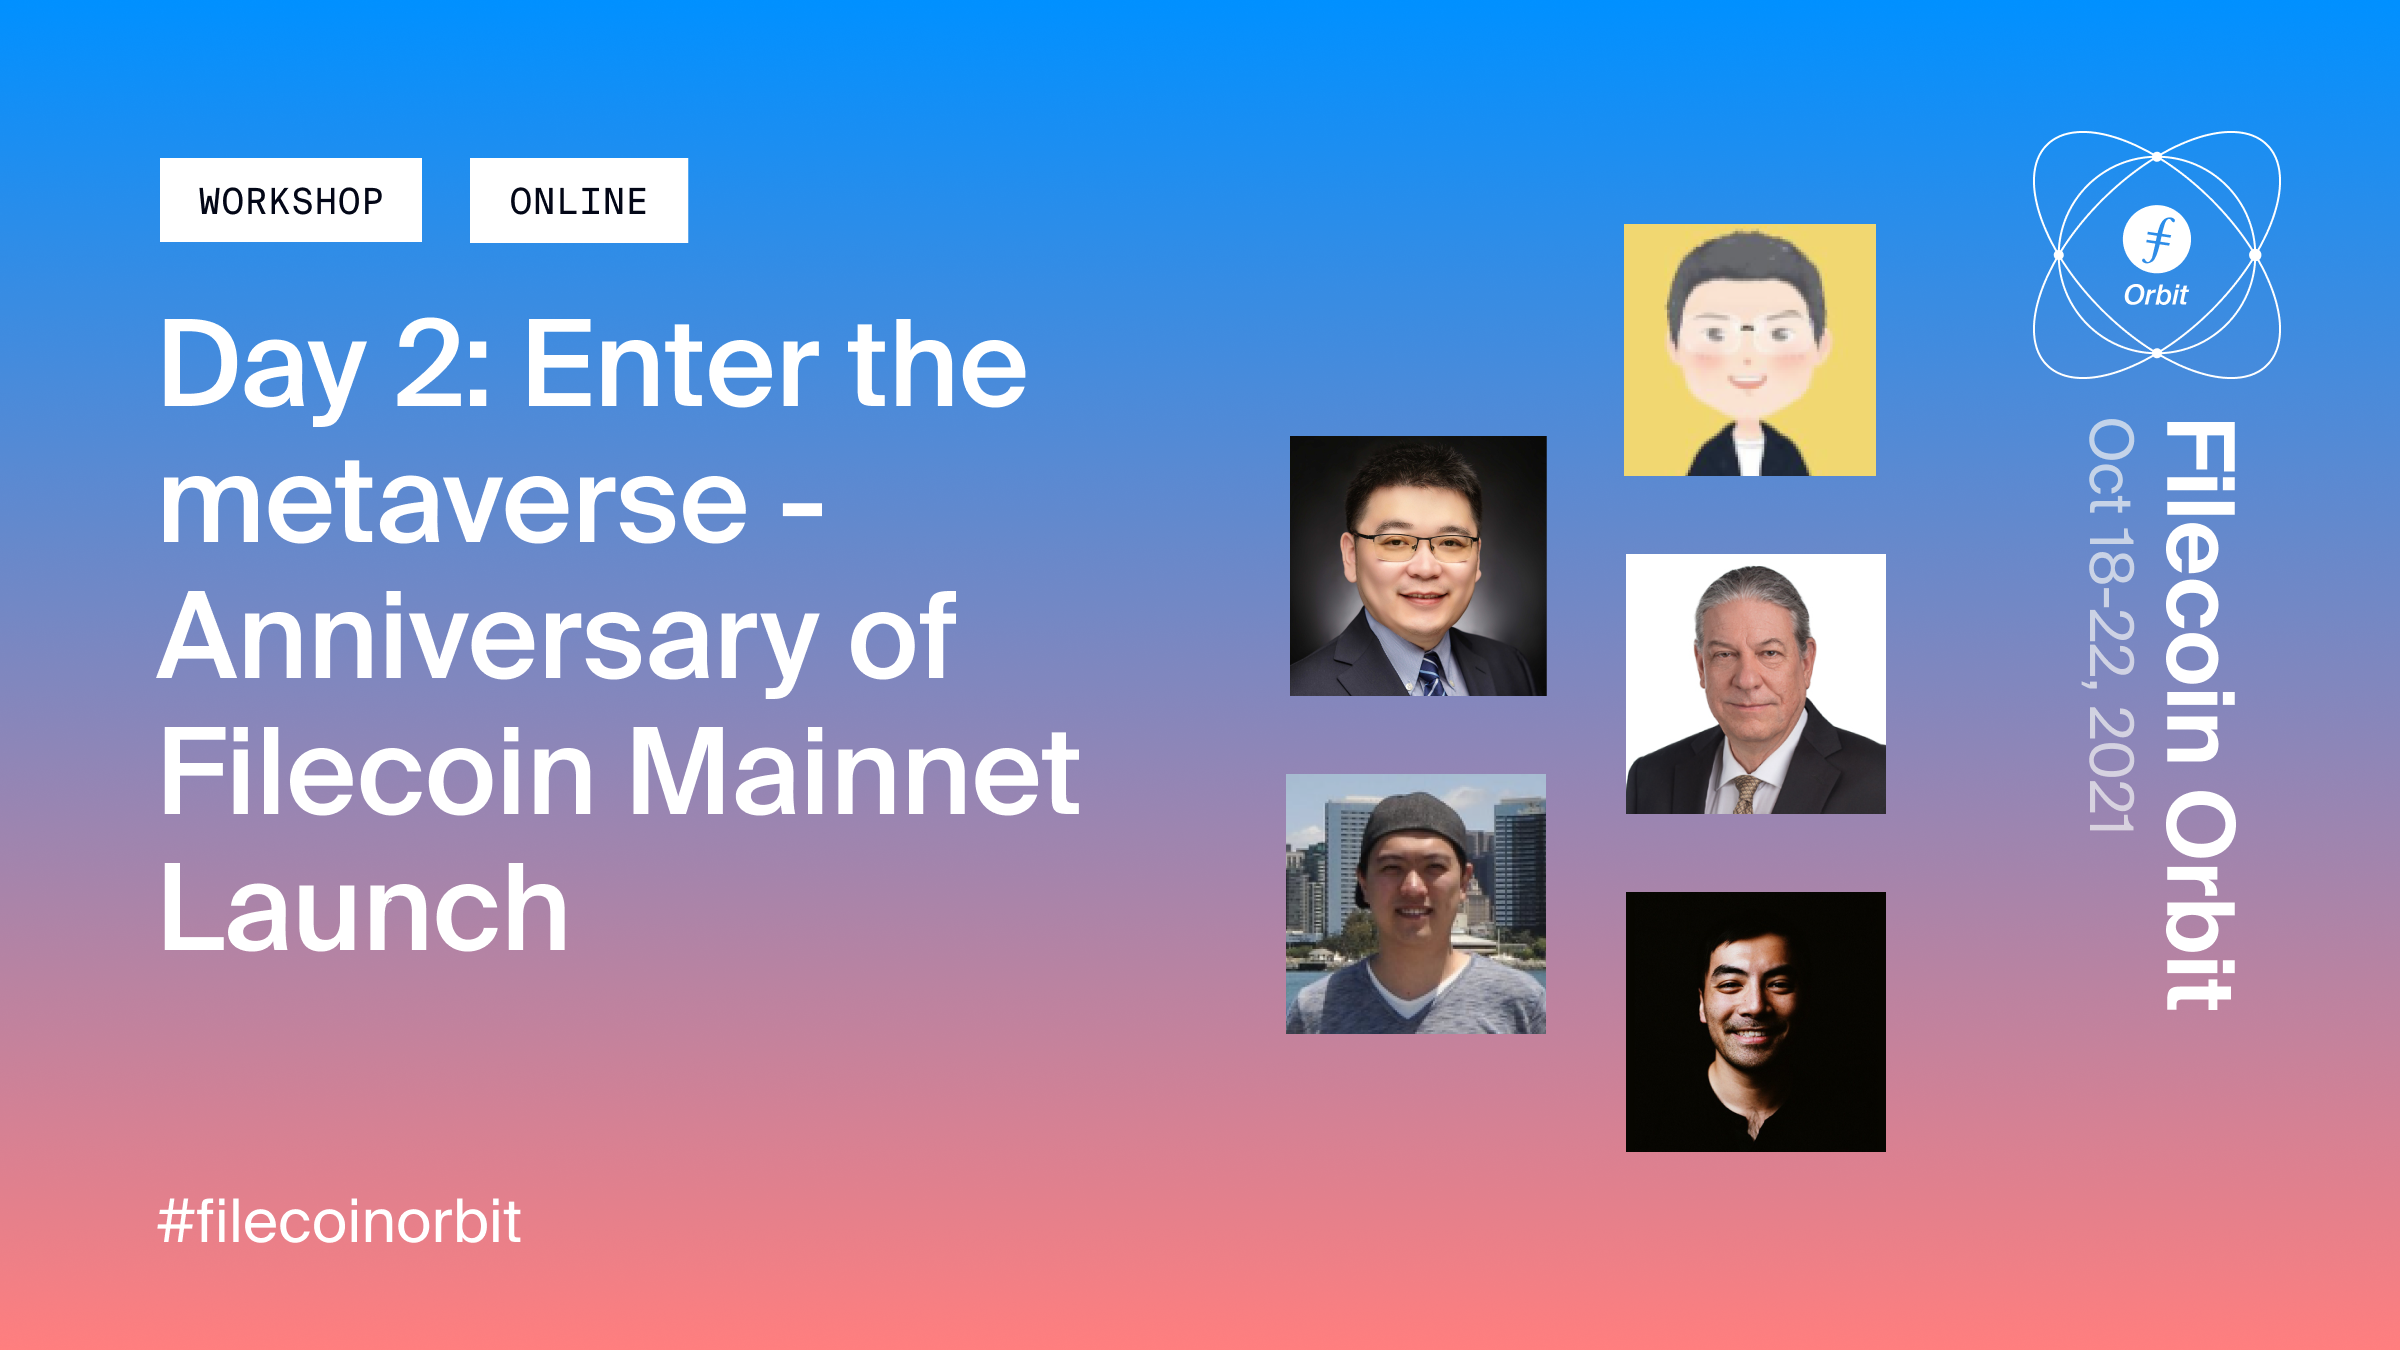 WORKSHOP
ONLINE
Day 2: Enter the
metaverse -
Anniversary of
Filecoin Mainnet
Launch
#filecoinorbit
Orbit
Filecoin Orbit
Oct 18-22, 2021